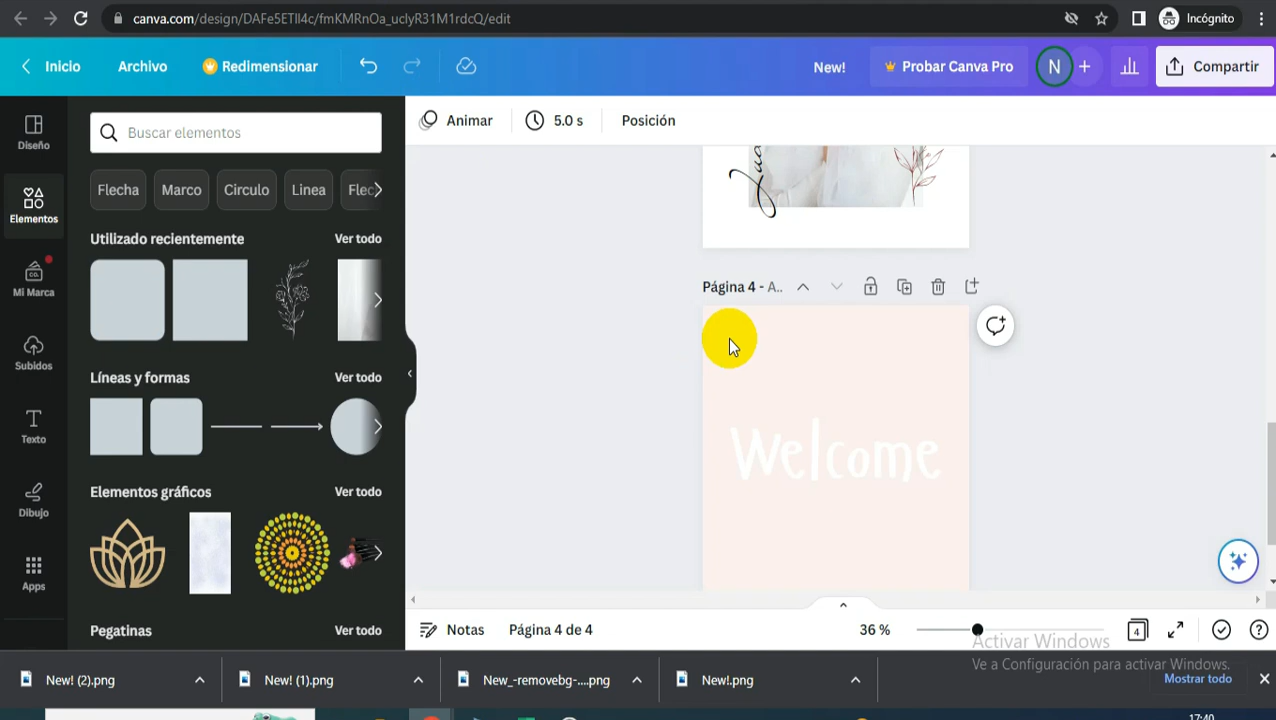 canva.com/design/DAFe5ETII4c/fmKMRnOa_uclyR31M1rdcQ/edit
Incógnito
Inicio
Archivo
Redimensionar
New!
Probar Canva Pro
N
Compartir
Diseño
Elementos
CO.
Mi Marca
Subidos
Texto
Dibujo
Apps
Buscar elementos
Flecha
Marco
Circulo
Linea
Flec
Utilizado recientemente
Ver todo
Líneas y formas
Ver todo
Elementos gráficos
Ver todo
Pegatinas
Ver todo
Animar
5.0 s
Posición
Página 4 - A..
Welcome
Notas
Página 4 de 4
36 %
4
Activar Windows
Ve a Configuración para activar Windows.
New! (2).png
New! (1).png
New_-removebg-....png
New!.png
Mostrar todo
17:40